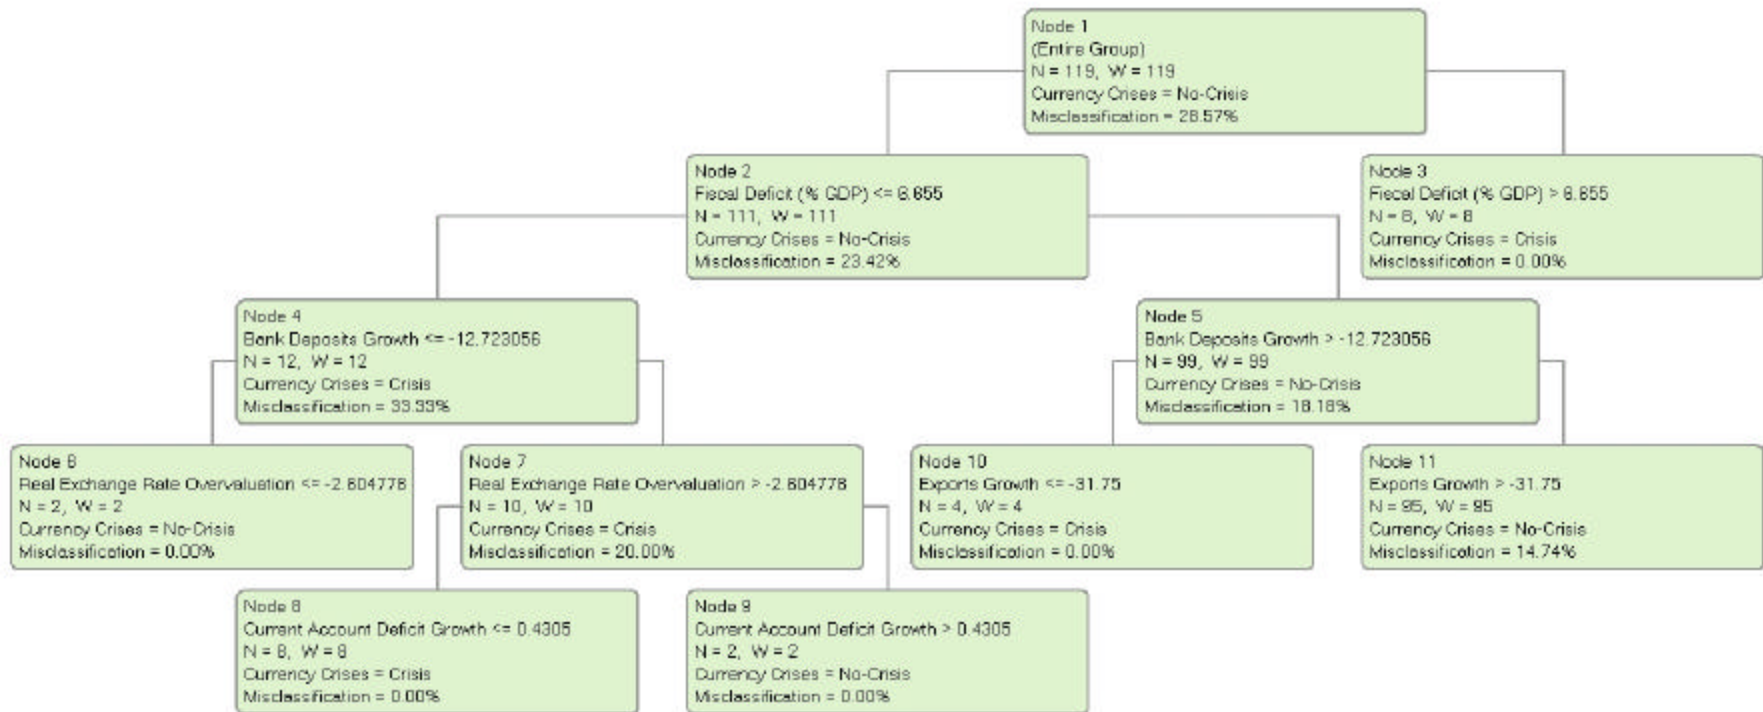 Node 1
(Entire Group)
N = 119, W = 119
Currency Crises = No-Crisis
Misclassification = 28.57%
Node 2
Fiscal Deficit (% GDP) <= 6.655
N = 111, W = 111
Currency Crises = No-Crisis
Misclassification = 23.42%
Node 3
Fiscal Deficit (% GDP) > 6.655
N = 8, W = 8
Currency Crises = Crisis
Misclassification = 0.00%
Node 4
Bank Deposits Growth <= -12.723056
N = 12, W = 12
Currency Crises = Crisis
Misclassification = 33.33%
Node 5
Bank Deposits Growth > -12.723056
N = 99, W = 99
Currency Crises = No-Crisis
Misclassification = 18.18%
Node 6
Real Exchange Rate Overvaluation <= -2.604778
N = 2, W = 2
Currency Crises = No-Crisis
Misclassification = 0.00%
Node 7
Real Exchange Rate Overvaluation > -2.604778
N = 10, W = 10
Currency Crises = Crisis
Misclassification = 20.00%
Node 10
Exports Growth <= -31.75
N = 4, W = 4
Currency Crises = Crisis
Misclassification = 0.00%
Node 11
Exports Growth > -31.75
N = 95, W = 95
Currency Crises = No-Crisis
Misclassification = 14.74%
Node 8
Current Account Deficit Growth <= 0.4305
N = 8, W = 8
Currency Crises = Crisis
Misclassification = 0.00%
Node 9
Current Account Deficit Growth > 0.4305
N = 2, W = 2
Currency Crises = No-Crisis
Misclassification = 0.00%